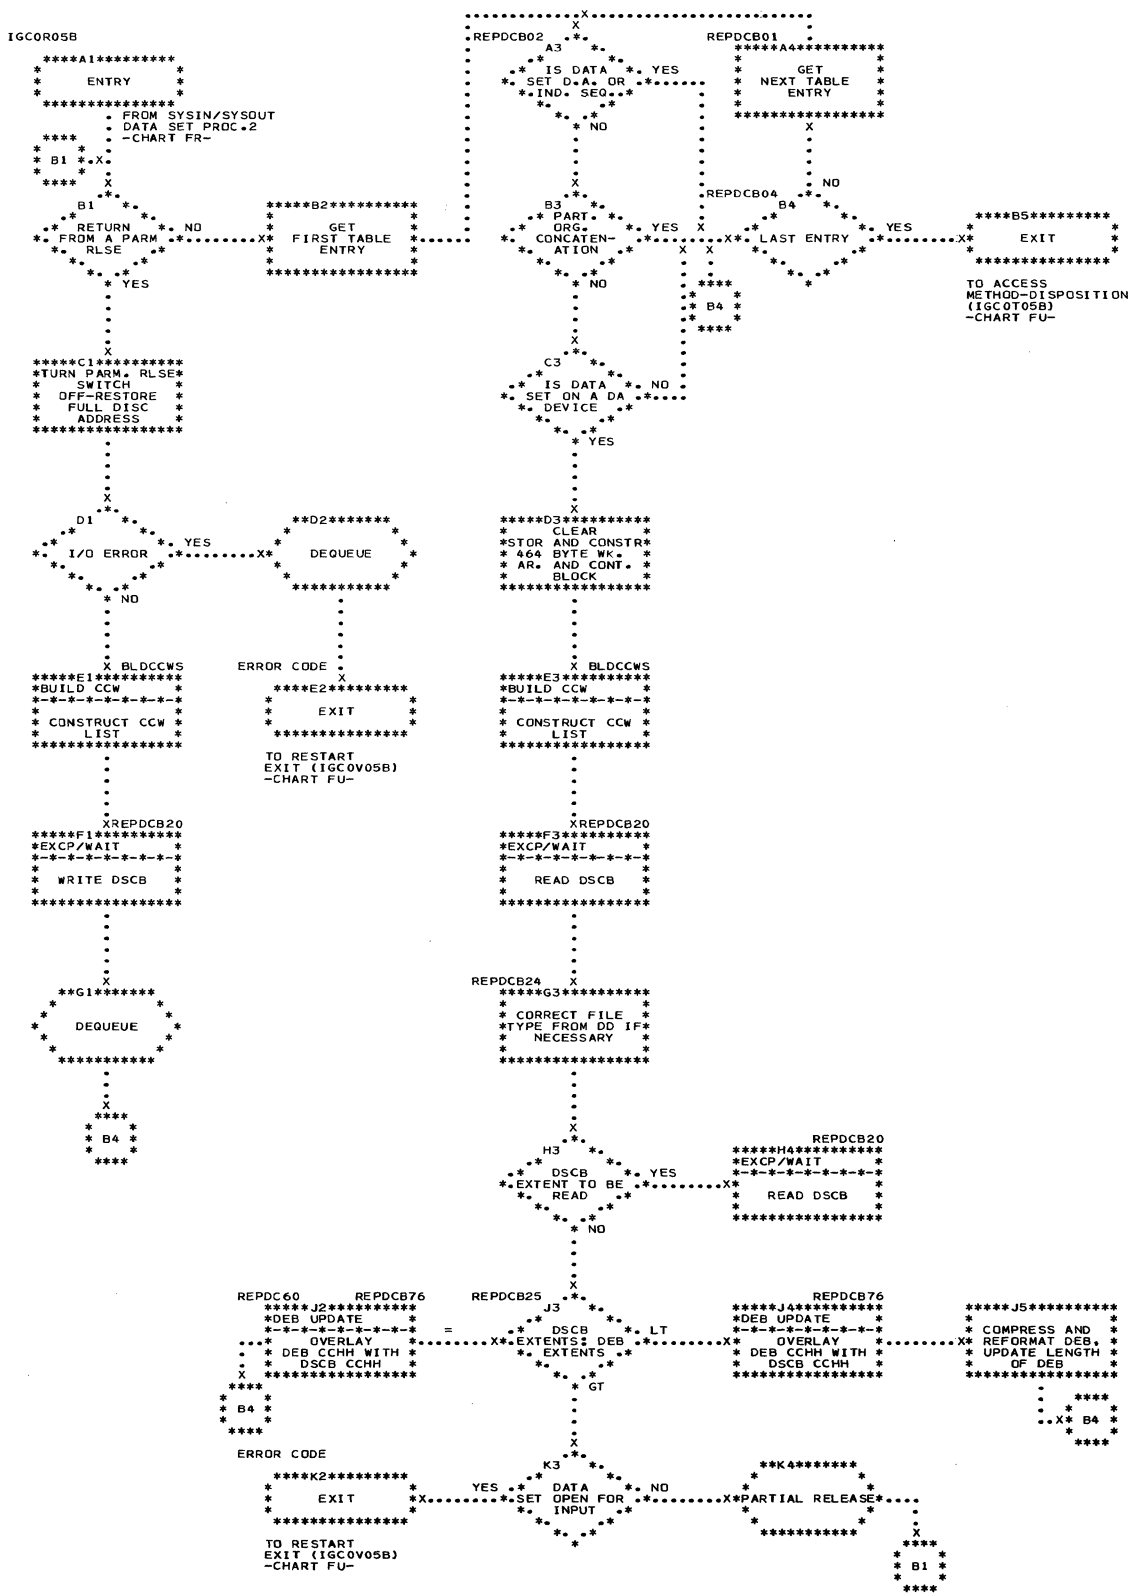 IGC0R05B
REPDCB02
REPDCB01
A1
ENTRY
FROM SYSIN/SYSOUT
DATA SET PROC.2
-CHART FR-
A3
IS DATA
SET D.A. OR
IND. SEQ.
YES
NO
A4
GET
NEXT TABLE
ENTRY
B1
B1
RETURN
FROM A PARM
RLSE
NO
YES
B2
GET
FIRST TABLE
ENTRY
B3
PART.
ORG.
CONCATEN-
ATION
YES
NO
REPDCB04
NO
B4
LAST ENTRY
YES
B5
EXIT
TO ACCESS
METHOD-DISPOSITION
(IGC0T05B)
-CHART FU-
B4
C1
TURN PARM. RLSE
SWITCH
OFF-RESTORE
FULL DISC
ADDRESS
C3
IS DATA
SET ON A DA
DEVICE
NO
YES
D1
I/O ERROR
YES
NO
D2
DEQUEUE
D3
CLEAR
STOR AND CONSTR
464 BYTE WK.
AR. AND CONT.
BLOCK
BLDCCWS
E1
BUILD CCW
CONSTRUCT CCW
LIST
ERROR CODE
E2
EXIT
TO RESTART
EXIT (IGC0V05B)
-CHART FU-
BLDCCWS
E3
BUILD CCW
CONSTRUCT CCW
LIST
REPDCB20
F1
EXCP/WAIT
WRITE DSCB
REPDCB20
F3
EXCP/WAIT
READ DSCB
G1
DEQUEUE
B4
REPDCB24
G3
CORRECT FILE
TYPE FROM DD IF
NECESSARY
H3
DSCB
EXTENT TO BE
READ
YES
NO
REPDCB20
H4
EXCP/WAIT
READ DSCB
REPDC60
REPDCB76
J2
DEB UPDATE
OVERLAY
DEB CCHH WITH
DSCB CCHH
=
B4
REPDCB25
J3
DSCB
EXTENTS: DEB
EXTENTS
LT
GT
REPDCB76
J4
DEB UPDATE
OVERLAY
DEB CCHH WITH
DSCB CCHH
J5
COMPRESS AND
REFORMAT DEB.
UPDATE LENGTH
OF DEB
B4
ERROR CODE
K2
EXIT
TO RESTART
EXIT (IGC0V05B)
-CHART FU-
YES
K3
DATA
SET OPEN FOR
INPUT
NO
K4
PARTIAL RELEASE
B1